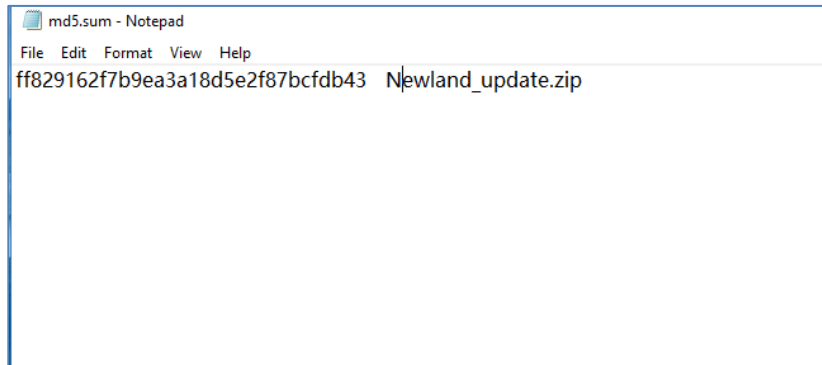 md5.sum - Notepad
File Edit Format View Help
ff829162f7b9ea3a18d5e2f87bcfdb43 Newland_update.zip